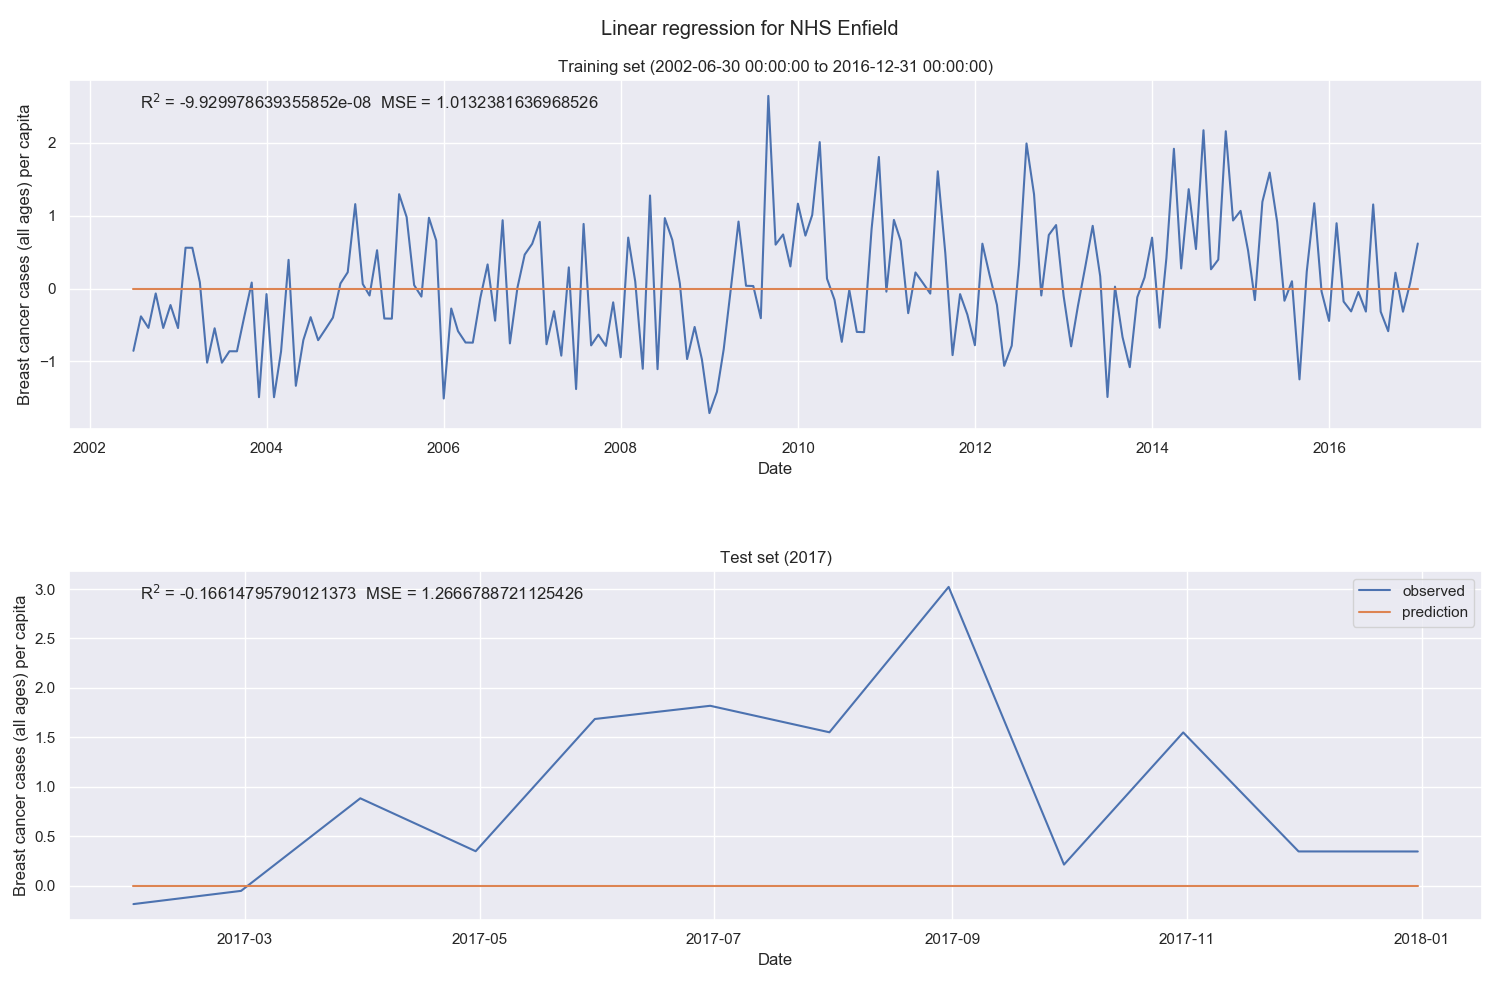 Linear regression for NHS Enfield
Training set (2002-06-30 00:00:00 to 2016-12-31 00:00:00)
R² = -9.929978639355852e-08  MSE = 1.0132381636968526
Breast cancer cases (all ages) per capita
2
1
0
−1
2002 2004 2006 2008 2010 2012 2014 2016
Date
Test set (2017)
R² = -0.16614795790121373  MSE = 1.2666788721125426
observed
prediction
Breast cancer cases (all ages) per capita
3.0
2.5
2.0
1.5
1.0
0.5
0.0
2017-03 2017-05 2017-07 2017-09 2017-11 2018-01
Date